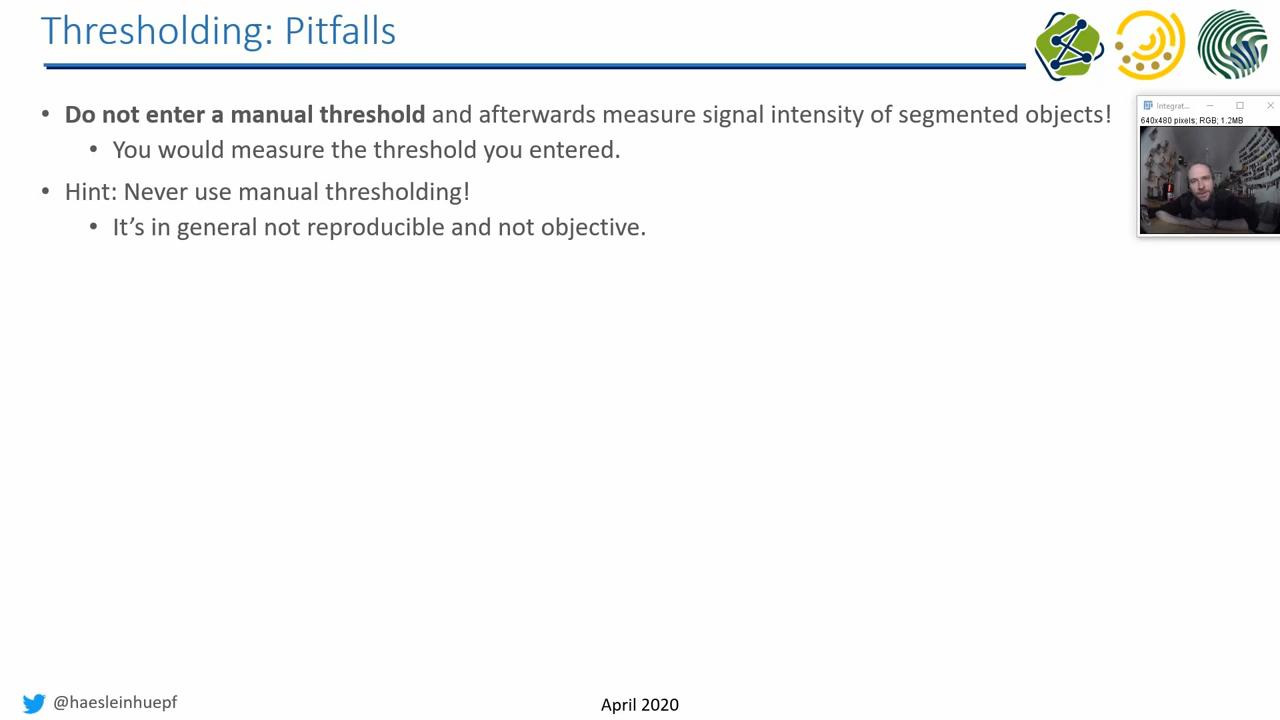 Thresholding: Pitfalls
• Do not enter a manual threshold and afterwards measure signal intensity of segmented objects!
• You would measure the threshold you entered.
• Hint: Never use manual thresholding!
• It’s in general not reproducible and not objective.
Integrat...
640x480 pixels; RGB; 1.2MB
@haesleinhuepf
April 2020